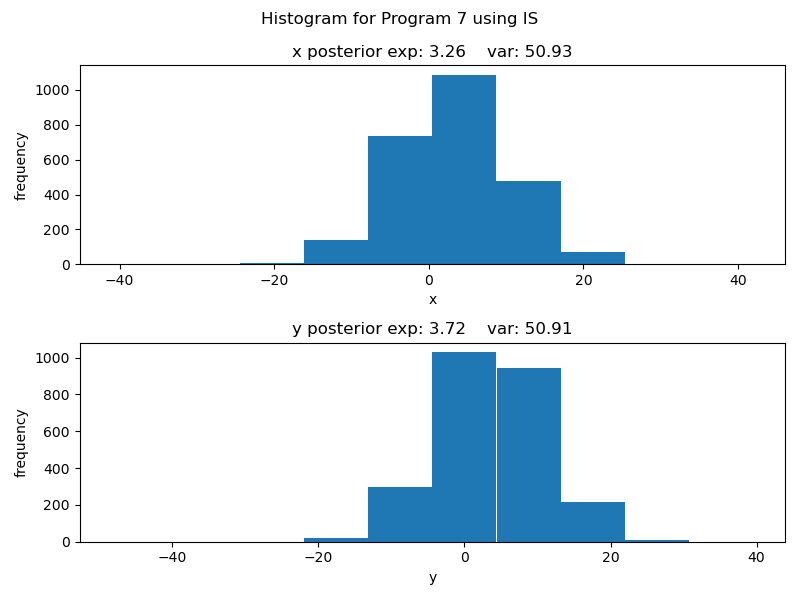 Histogram for Program 7 using IS
x posterior exp: 3.26    var: 50.93
frequency
1000
800
600
400
200
0
−40 −20 0 20 40
x
y posterior exp: 3.72    var: 50.91
frequency
1000
800
600
400
200
0
−40 −20 0 20 40
y